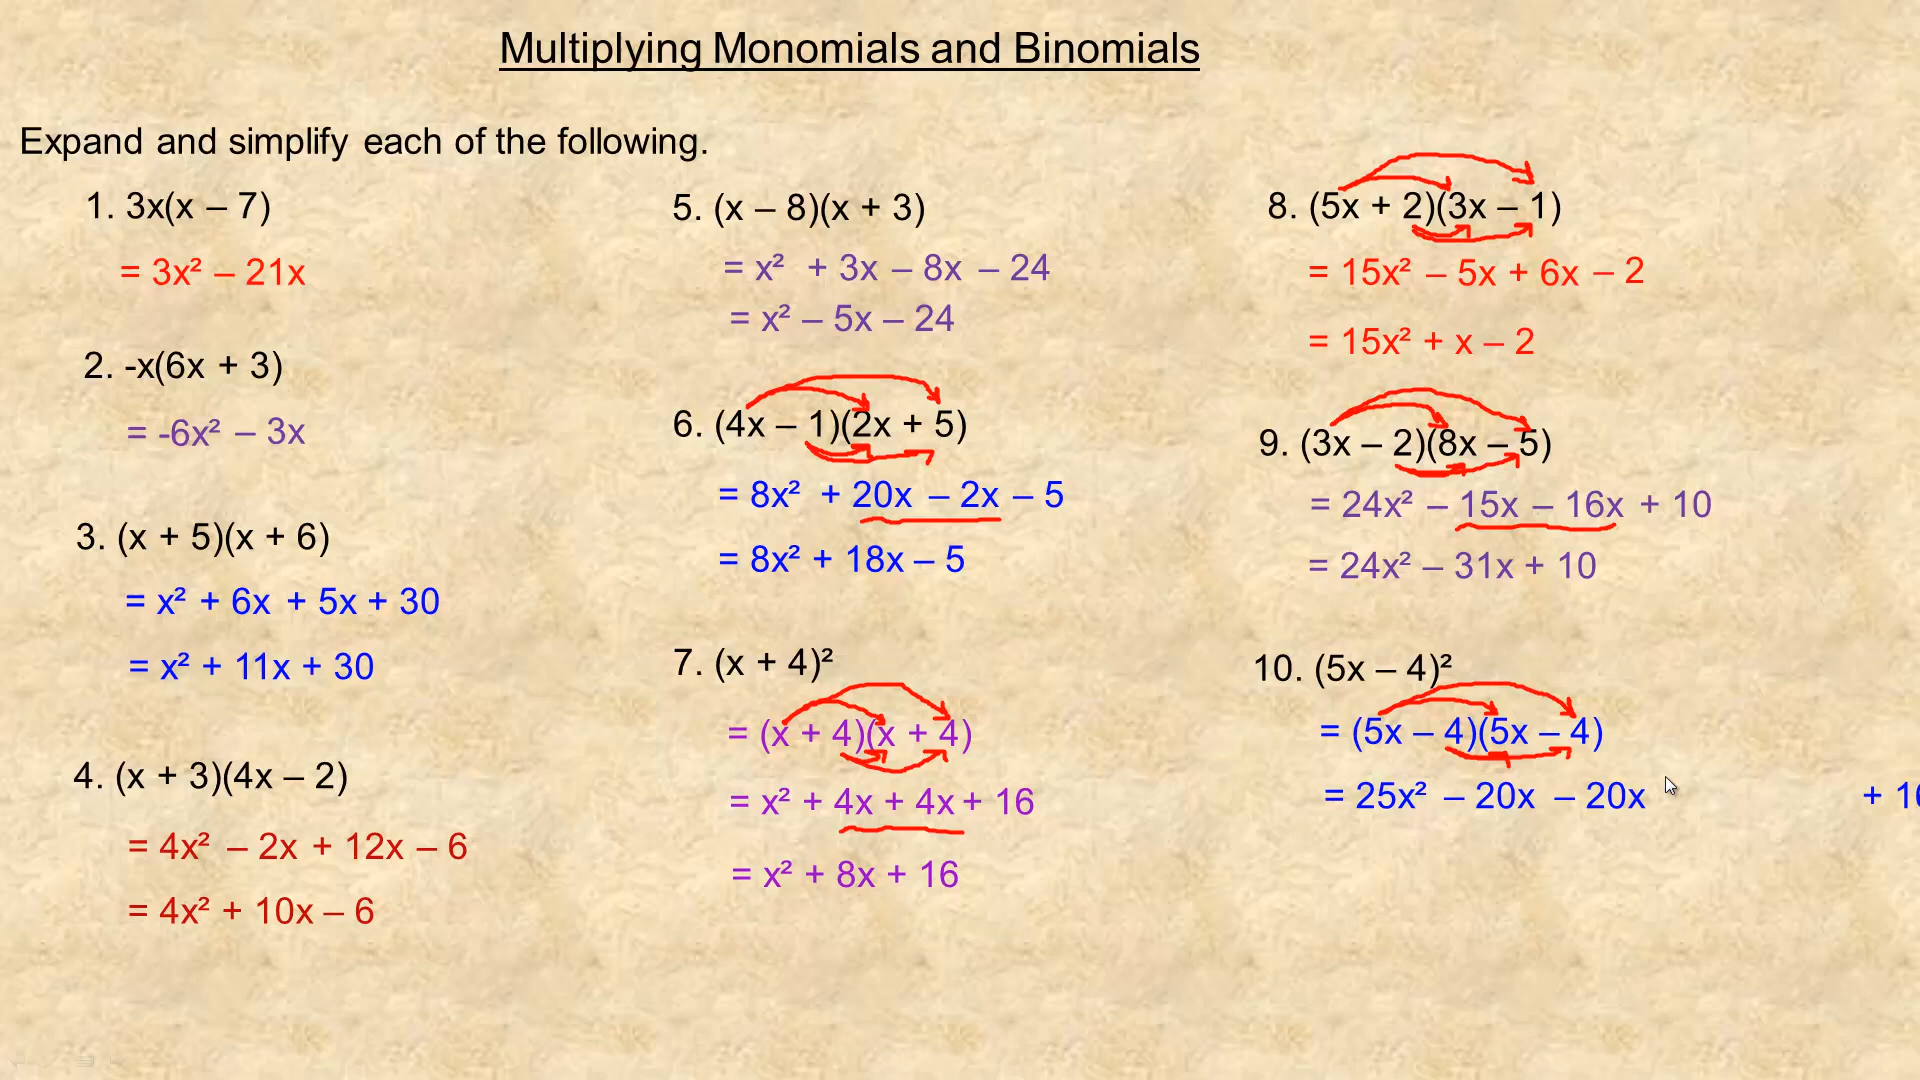 Multiplying Monomials and Binomials
Expand and simplify each of the following.
1. 3x(x – 7)
= 3x² – 21x
2. -x(6x + 3)
= -6x² – 3x
3. (x + 5)(x + 6)
= x² + 6x + 5x + 30
= x² + 11x + 30
4. (x + 3)(4x – 2)
= 4x² – 2x + 12x – 6
= 4x² + 10x – 6
5. (x – 8)(x + 3)
= x² + 3x – 8x – 24
= x² – 5x – 24
6. (4x – 1)(2x + 5)
= 8x² + 20x – 2x – 5
= 8x² + 18x – 5
7. (x + 4)²
= (x + 4)(x + 4)
= x² + 4x + 4x + 16
= x² + 8x + 16
8. (5x + 2)(3x – 1)
= 15x² – 5x + 6x – 2
= 15x² + x – 2
9. (3x – 2)(8x – 5)
= 24x² – 15x – 16x + 10
= 24x² – 31x + 10
10. (5x – 4)²
= (5x – 4)(5x – 4)
= 25x² – 20x – 20x + 16